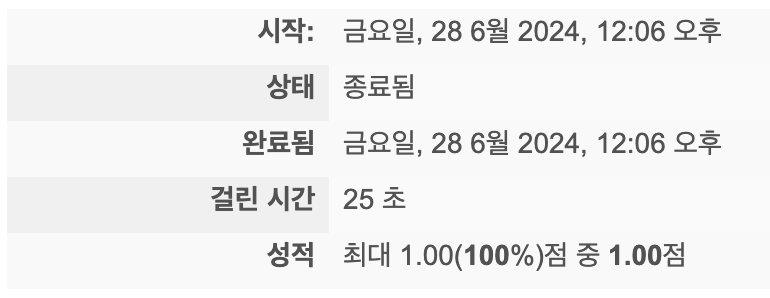 시작: 금요일, 28 6월 2024, 12:06 오후
상태 종료됨
완료됨 금요일, 28 6월 2024, 12:06 오후
걸린 시간 25 초
성적 최대 1.00(100%)점 중 1.00점